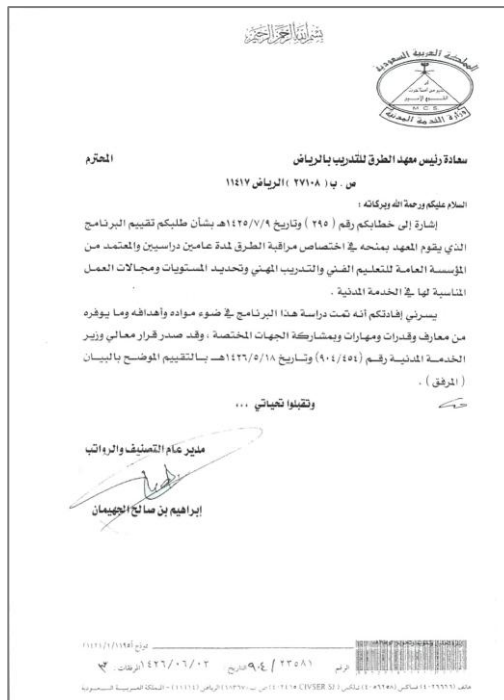 بسم الله الرحمن الرحيم
المملكة العربية السعودية
M.C.S
وزارة الخدمة المدنية
سعادة رئيس معهد الطرق للتدريب بالرياض المحترم
ص . ب ( ٢٧١٠٨ ) الرياض ١١٤١٧
السلام عليكم ورحمة الله وبركاته :
إشارة إلى خطابكم رقم ( ٢٩٥ ) وتاريخ ١٤٢٥/٧/٩هـ بشأن طلبكم تقييم البرنامج
الذي يقوم المعهد بمنحه في اختصاص مراقبة الطرق لمدة عامين دراسيين والمعتمد من
المؤسسة العامة للتعليم الفني والتدريب المهني وتحديد المستويات ومجالات العمل
المناسبة لها في الخدمة المدنية .
يسرني إفادتكم أنه تمت دراسة هذا البرنامج في ضوء مواده وأهدافه وما يوفره
من معارف وقدرات ومهارات وبمشاركة الجهات المختصة ، وقد صدر قرار معالي وزير
الخدمة المدنية رقم (٩٠٤/٤٥٤) وتاريخ ١٤٢٦/٥/١٨هـ بالتقييم الموضح بالبيان
( المرفق ) .
وتقبلوا تحياتي ...
مدير عام التصنيف والرواتب
إبراهيم بن صالح الجهيمان
الرقم ٩٠٤/٢٣٥٨١ التاريخ ١٤٢٦/٠٦/٠٢ المرفقات